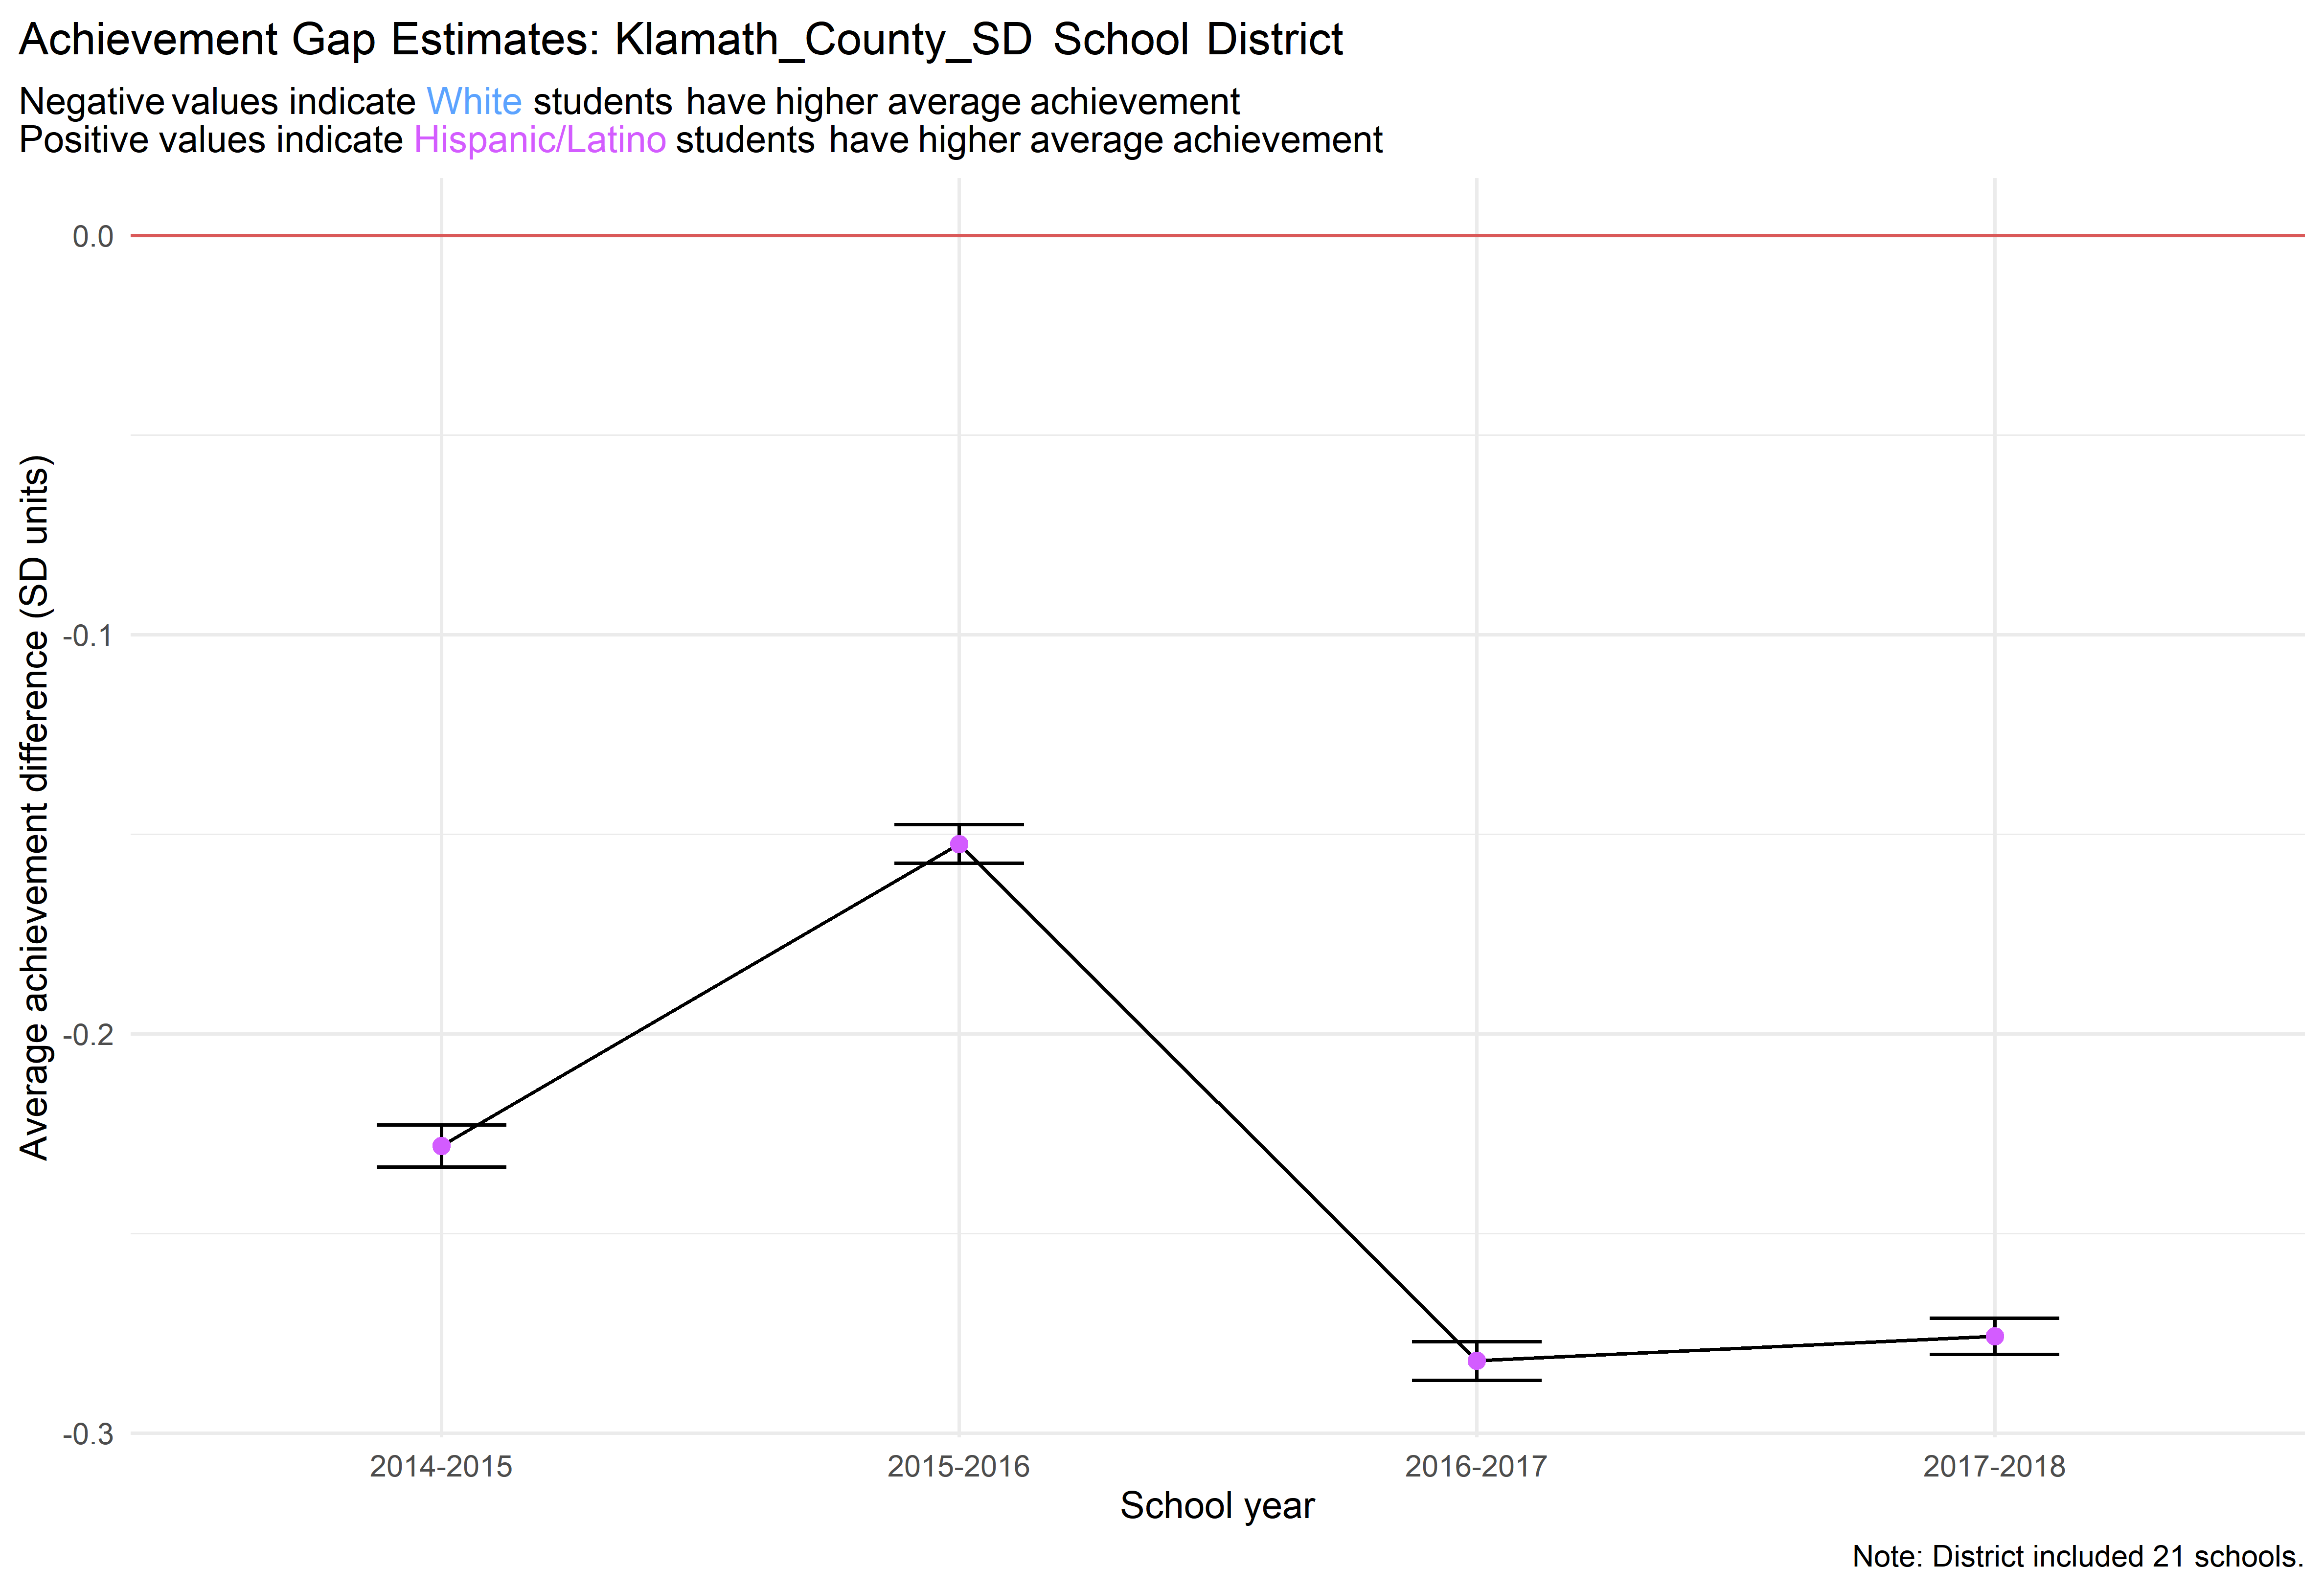 Achievement Gap Estimates: Klamath_County_SD School District
Negative values indicate White students have higher average achievement
Positive values indicate Hispanic/Latino students have higher average achievement
Average achievement difference (SD units)
0.0
-0.1
-0.2
-0.3
2014-2015 2015-2016 2016-2017 2017-2018
School year
Note: District included 21 schools.